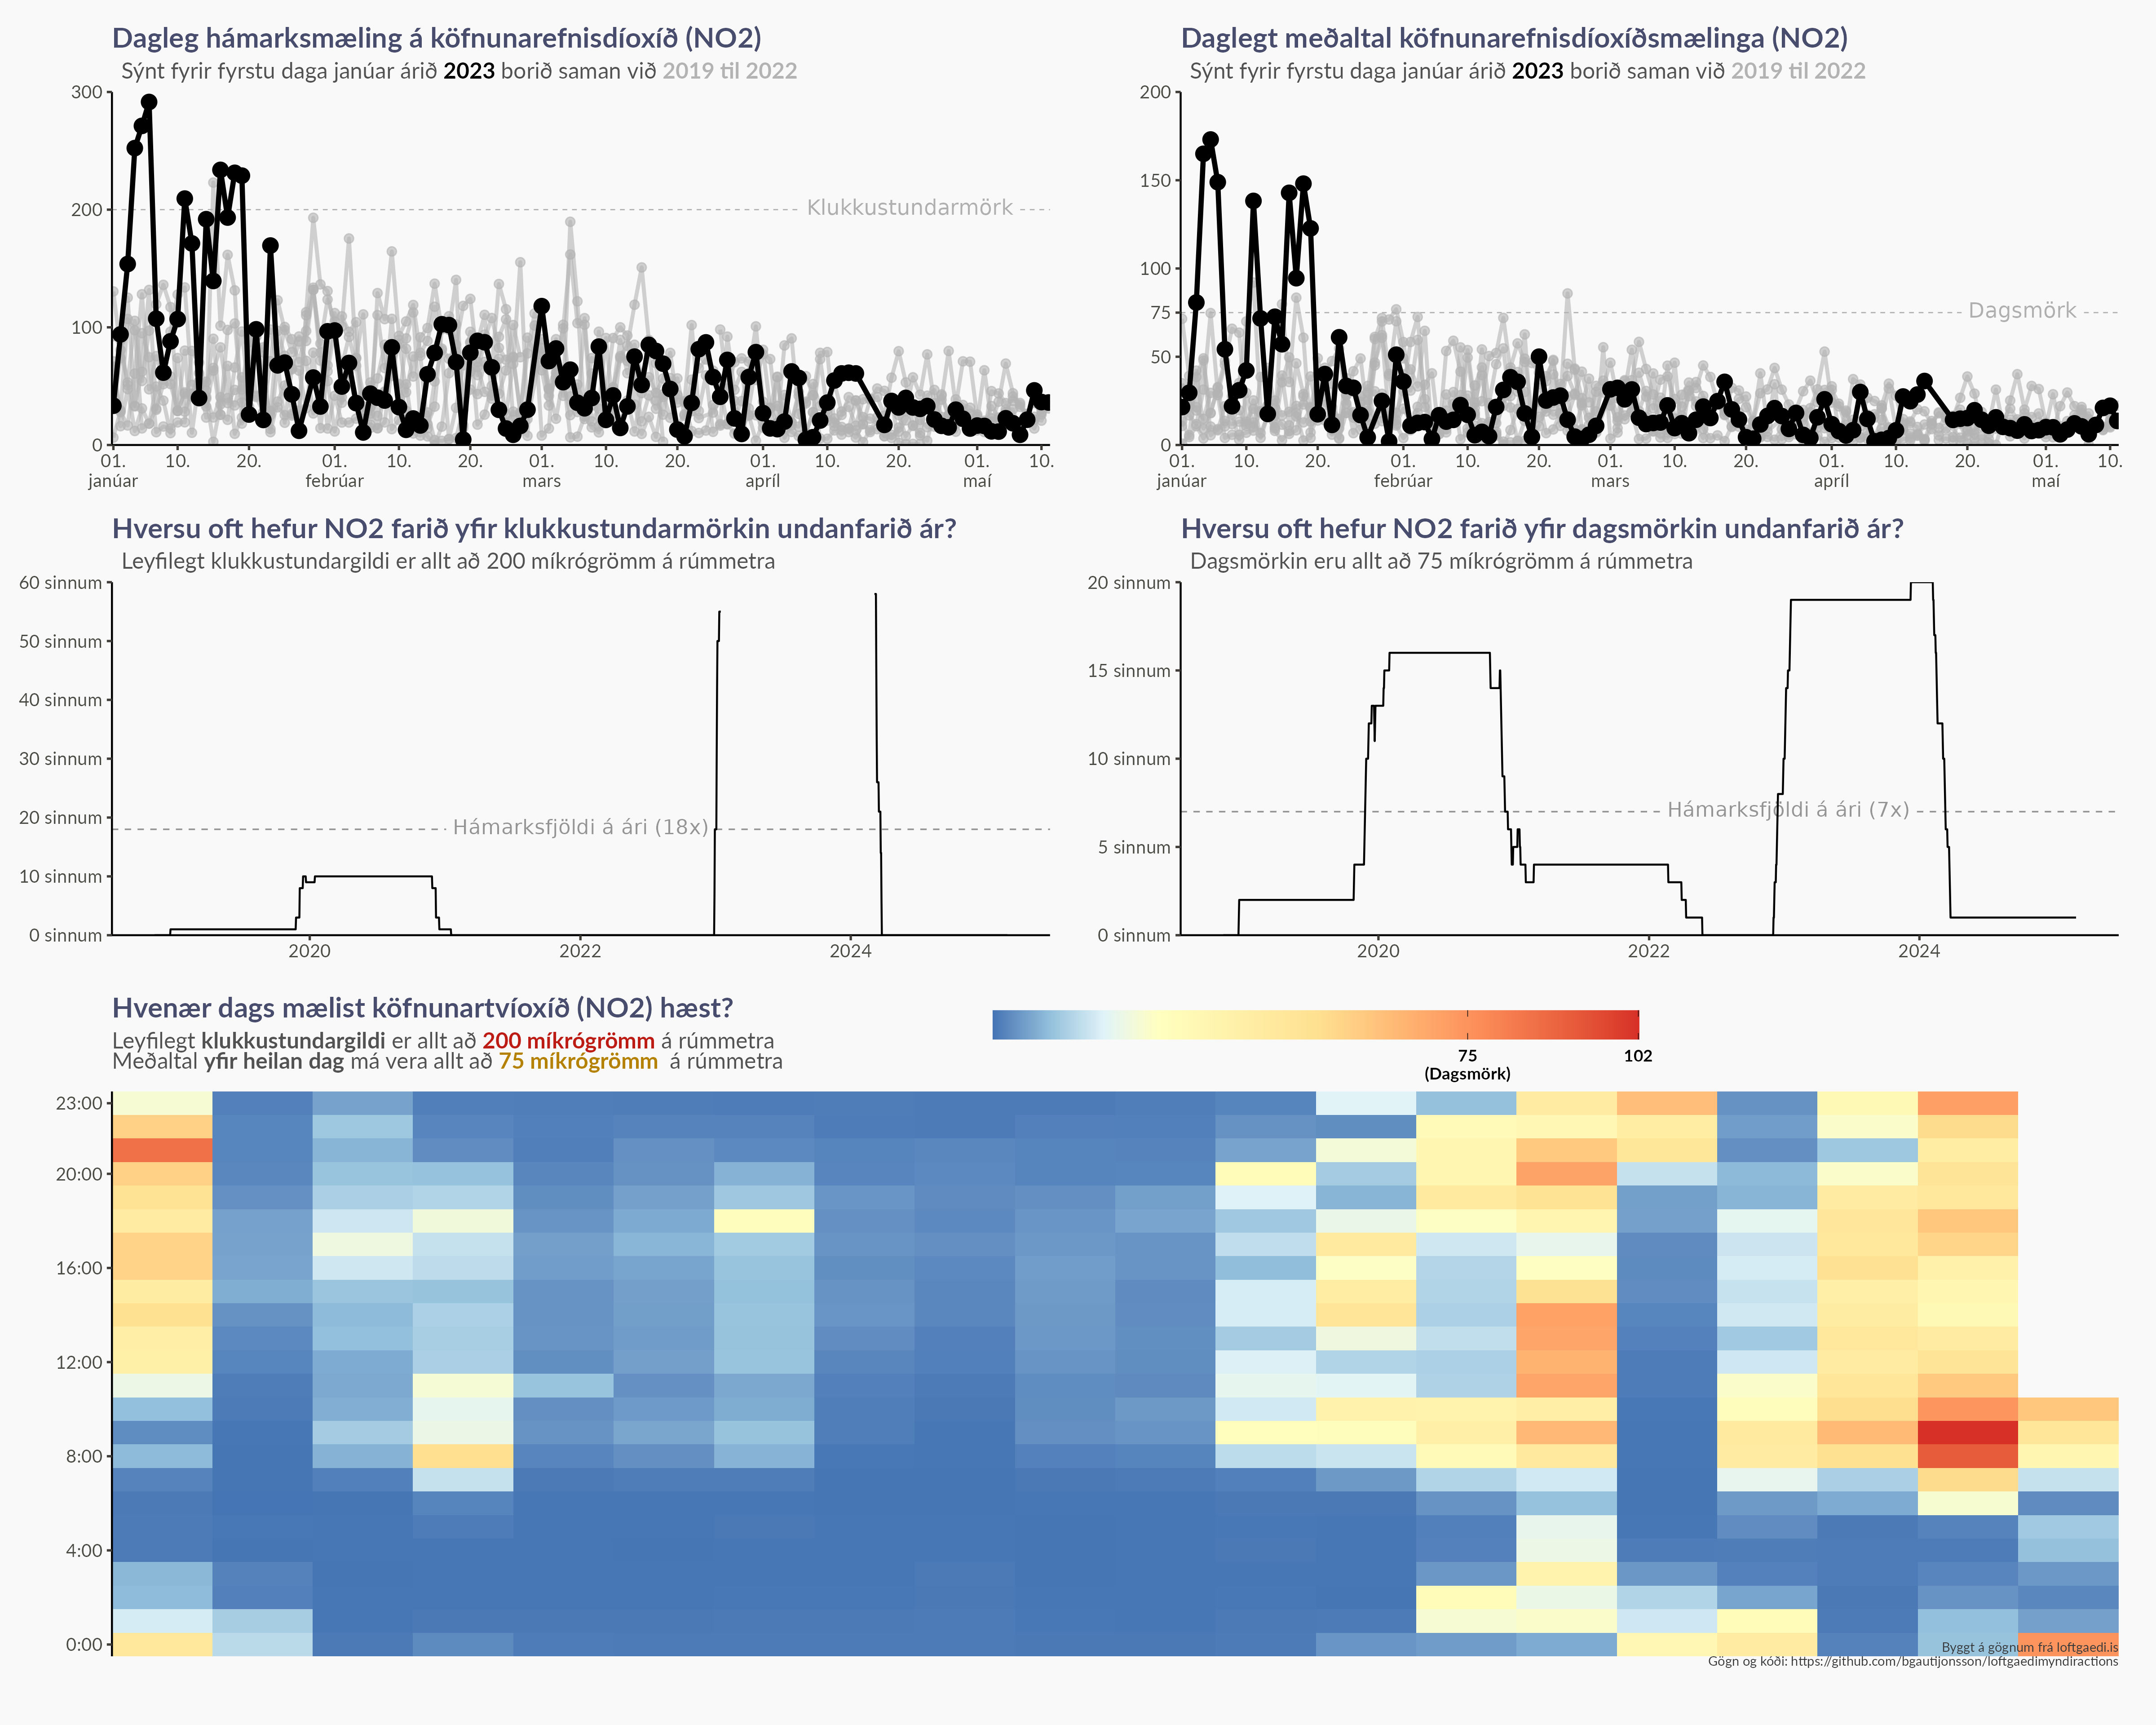 Dagleg hámarksmæling á köfnunarefnisdíoxíð (NO2)
Sýnt fyrir fyrstu daga janúar árið 2023 borið saman við 2019 til 2022
300
200
100
0
Klukkustundarmörk
01. 10. 20. 01. 10. 20. 01. 10. 20. 01. 10. 20. 01. 10.
janúar febrúar mars apríl maí
Daglegt meðaltal köfnunarefnisdíoxíðsmælinga (NO2)
Sýnt fyrir fyrstu daga janúar árið 2023 borið saman við 2019 til 2022
200
150
100
75
50
0
Dagsmörk
01. 10. 20. 01. 10. 20. 01. 10. 20. 01. 10. 20. 01. 10.
janúar febrúar mars apríl maí
Hversu oft hefur NO2 farið yfir klukkustundarmörkin undanfarið ár?
Leyfilegt klukkustundargildi er allt að 200 míkrógrömm á rúmmetra
60 sinnum
50 sinnum
40 sinnum
30 sinnum
20 sinnum
10 sinnum
0 sinnum
Hámarksfjöldi á ári (18x)
2020 2022 2024
Hversu oft hefur NO2 farið yfir dagsmörkin undanfarið ár?
Dagsmörkin eru allt að 75 míkrógrömm á rúmmetra
20 sinnum
15 sinnum
10 sinnum
5 sinnum
0 sinnum
Hámarksfjöldi á ári (7x)
2020 2022 2024
Hvenær dags mælist köfnunartvíoxíð (NO2) hæst?
Leyfilegt klukkustundargildi er allt að 200 míkrógrömm á rúmmetra
Meðaltal yfir heilan dag má vera allt að 75 míkrógrömm á rúmmetra
75 102
(Dagsmörk)
23:00
20:00
16:00
12:00
8:00
4:00
0:00
Byggt á gögnum frá loftgaedi.is
Gögn og kóði: https://github.com/bgautijonsson/loftgaedimyndiractions